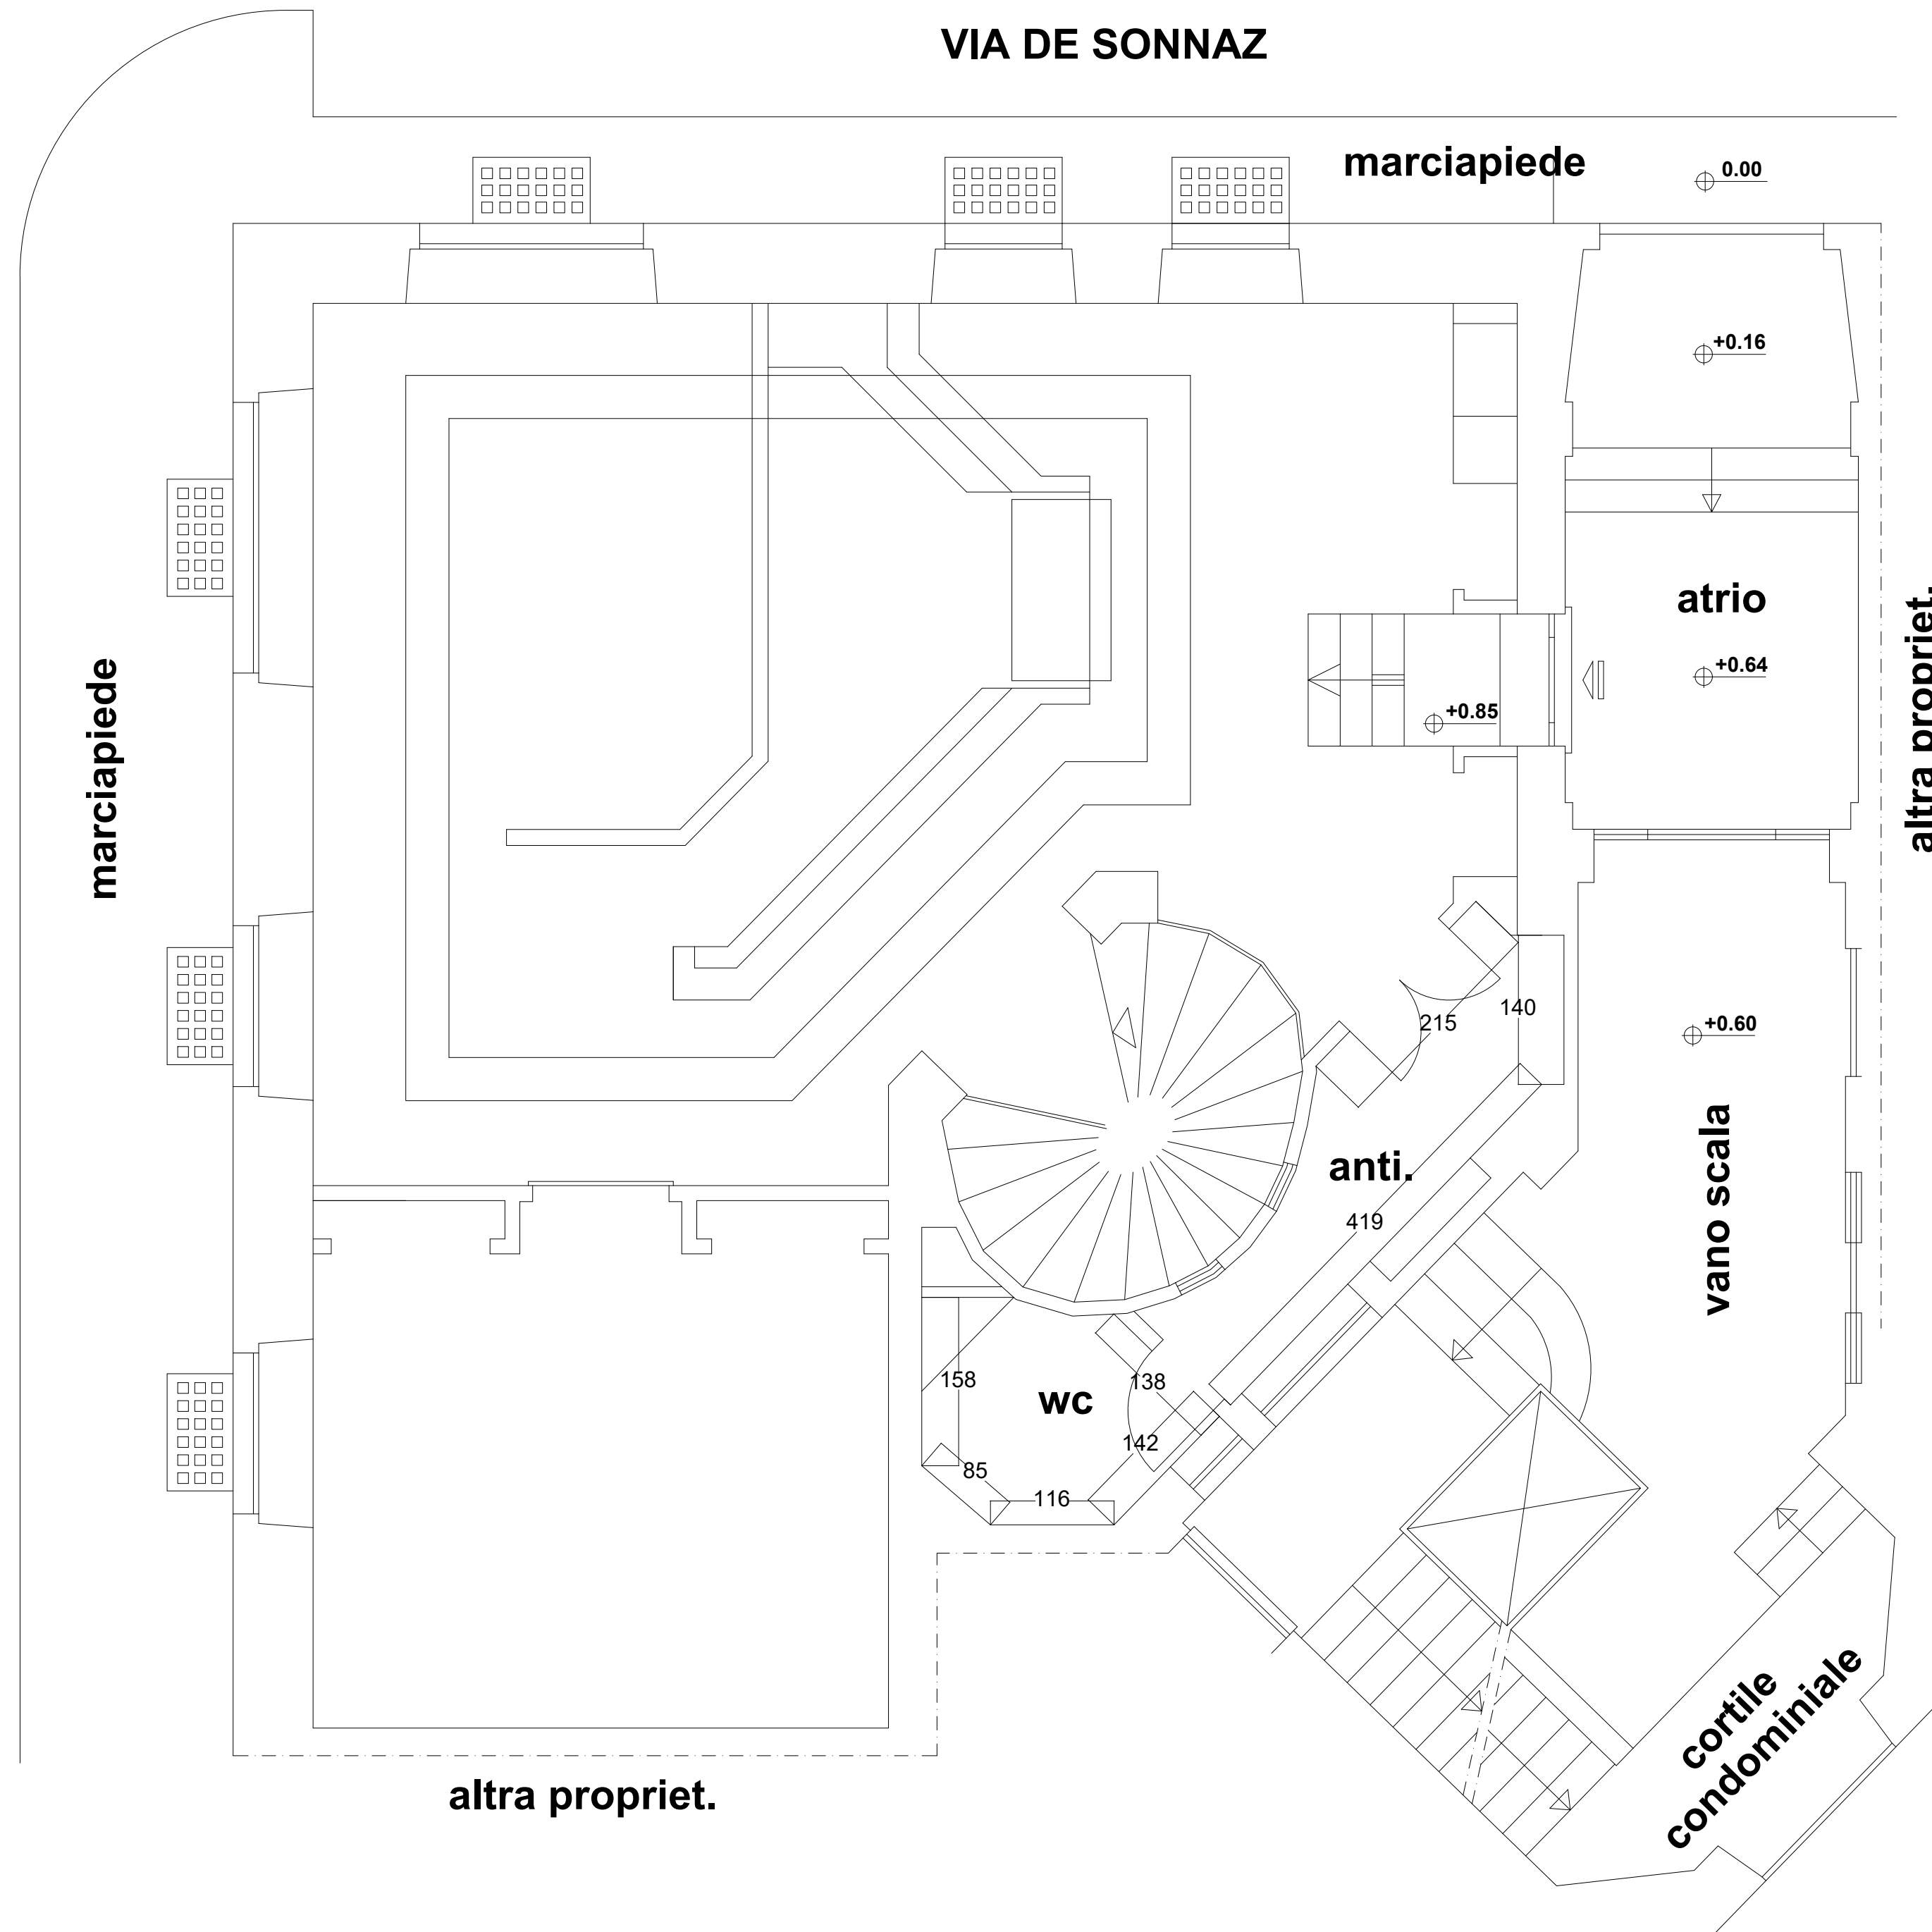 VIA DE SONNAZ
marciapiede
0.00
+0.16
atrio
altra propriet.
marciapiede
+0.64
+0.85
140
215
+0.60
anti.
vano scala
419
158
138
wc
142
85
116
cortile
condominiale
altra propriet.